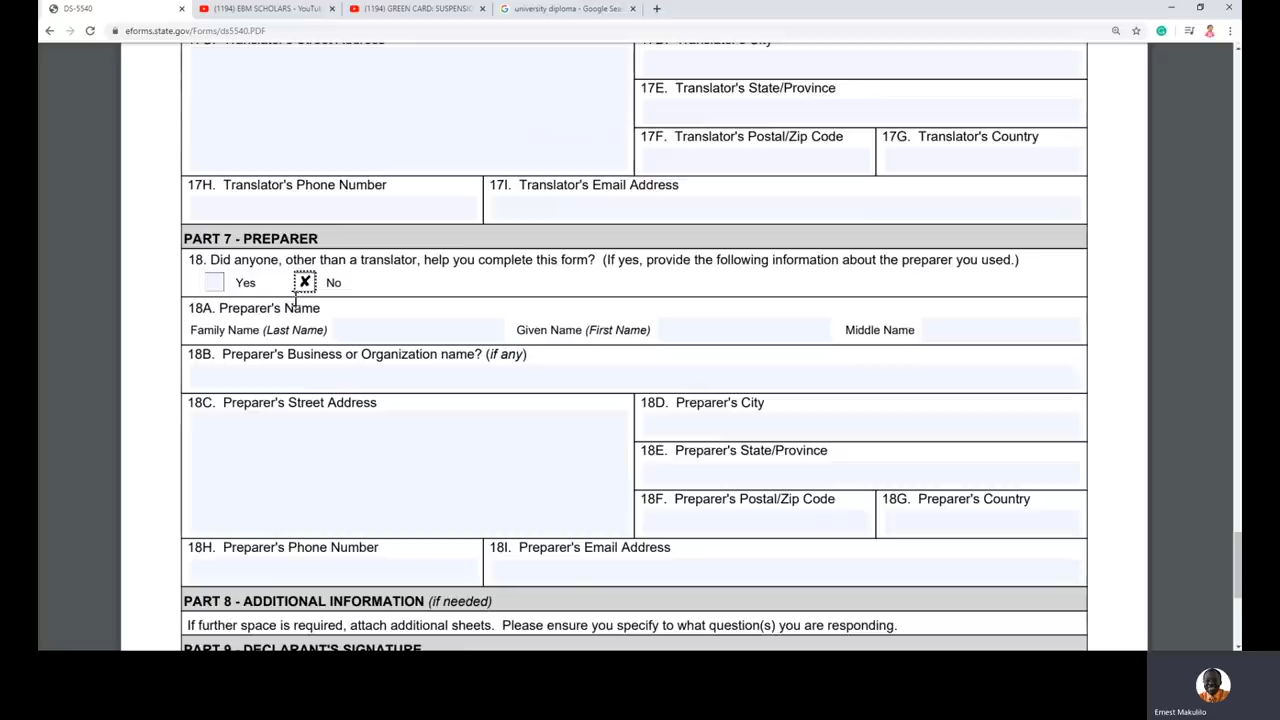 DS-5540
(1194) EBM SCHOLARS - YouTu
(1194) GREEN CARD: SUSPENSI
university diploma - Google Sea
eforms.state.gov/Forms/ds5540.PDF
17E. Translator's State/Province
17F. Translator's Postal/Zip Code
17G. Translator's Country
17H. Translator's Phone Number
17I. Translator's Email Address
PART 7 - PREPARER
18. Did anyone, other than a translator, help you complete this form? (If yes, provide the following information about the preparer you used.)
Yes
✘ No
18A. Preparer's Name
Family Name (Last Name)
Given Name (First Name)
Middle Name
18B. Preparer's Business or Organization name? (if any)
18C. Preparer's Street Address
18D. Preparer's City
18E. Preparer's State/Province
18F. Preparer's Postal/Zip Code
18G. Preparer's Country
18H. Preparer's Phone Number
18I. Preparer's Email Address
PART 8 - ADDITIONAL INFORMATION (if needed)
If further space is required, attach additional sheets. Please ensure you specify to what question(s) you are responding.
PART 9 - DECLARANT'S SIGNATURE
Ernest Makulilo